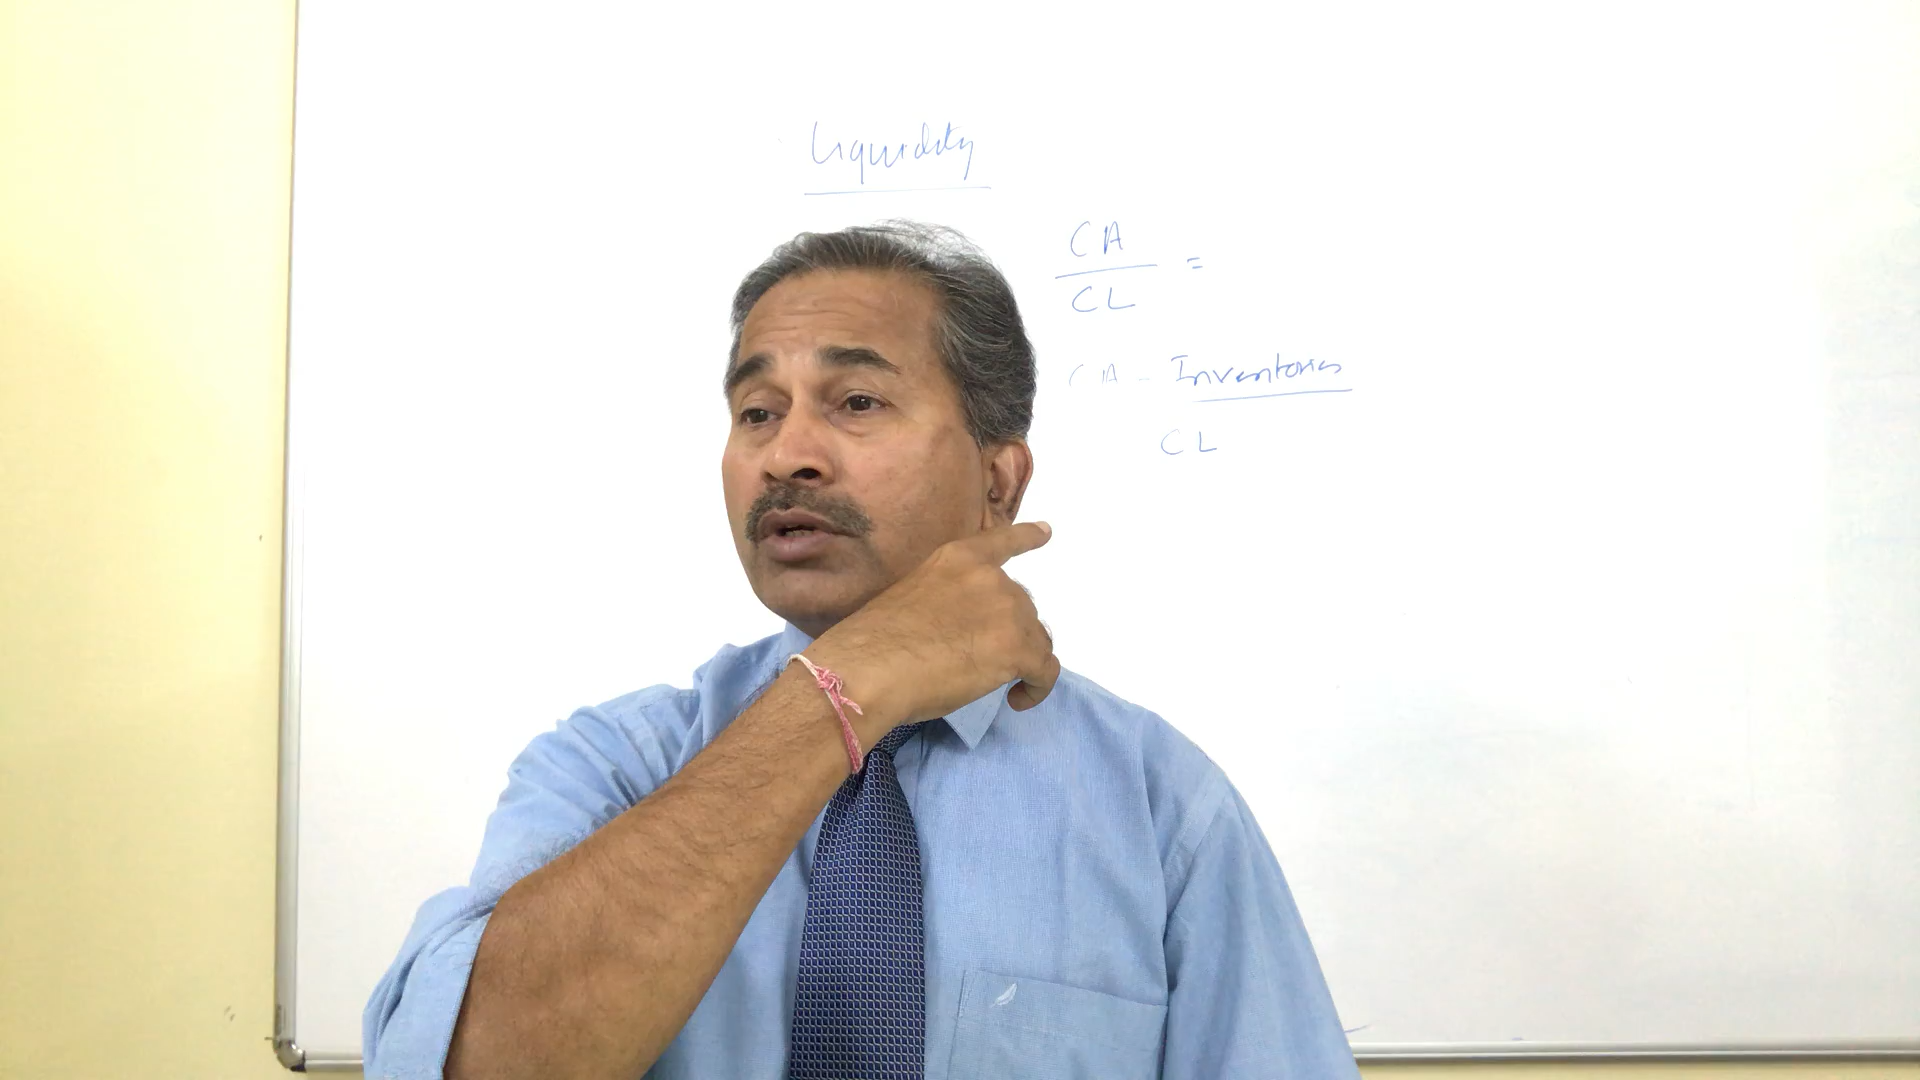 Liquidity
CA
CL
=
CA - Inventories
CL